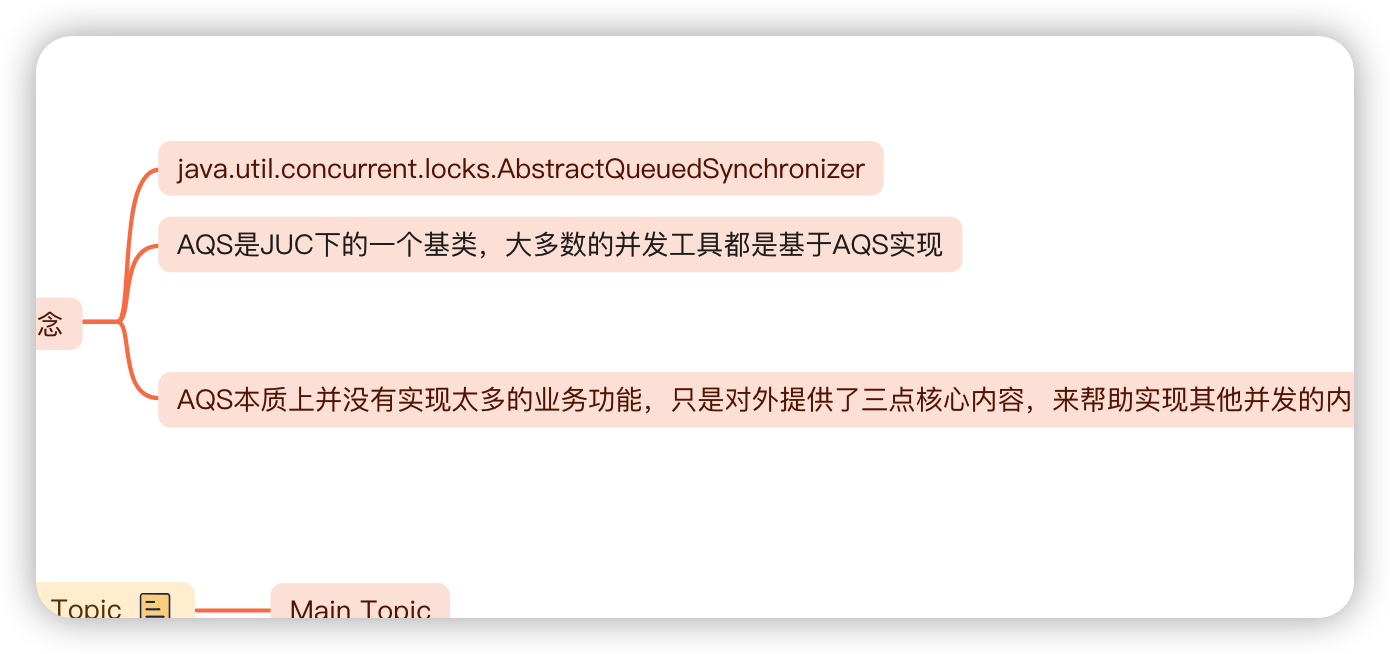 java.util.concurrent.locks.AbstractQueuedSynchronizer
AQS是JUC下的一个基类，大多数的并发工具都是基于AQS实现
念
AQS本质上并没有实现太多的业务功能，只是对外提供了三点核心内容，来帮助实现其他并发的内
Topic
Main Topic